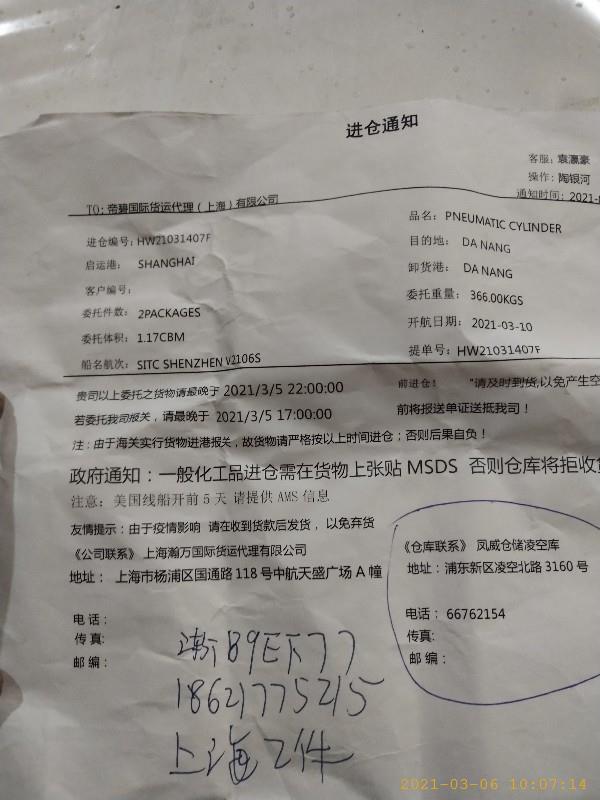 进仓通知
客服：袁瀛豪
操作：陶银河
通知时间：2021-
TO：帝碧国际货运代理（上海）有限公司
品名：PNEUMATIC CYLINDER
进仓编号：HW21031407F
目的地： DA NANG
启运港： SHANGHAI
卸货港： DA NANG
客户编号：
委托重量： 366.00KGS
委托件数： 2PACKAGES
开航日期： 2021-03-10
委托体积： 1.17CBM
提单号：HW21031407F
船名航次： SITC SHENZHEN V2106S
贵司以上委托之货物请最晚于 2021/3/5 22:00:00 前进仓！ "请及时到货,以免产生空
若委托我司报关，请最晚于 2021/3/5 17:00:00 前将报送单证送抵我司！
注：由于海关实行货物进港报关，故货物请严格按以上时间进仓；否则后果自负！
政府通知：一般化工品进仓需在货物上张贴 MSDS 否则仓库将拒收货
注意：美国线船开前 5 天 请提供 AMS 信息
友情提示：由于疫情影响 请在收到货款后发货，以免弃货
《公司联系》上海瀚万国际货运代理有限公司
《仓库联系》 凤威仓储凌空库
地址： 上海市杨浦区国通路 118 号中航天盛广场 A 幢
地址：浦东新区凌空北路 3160 号
电话：
电话： 66762154
传真：
传真：
邮编：
邮编：
18621775215
上海2件
2021-03-06 10:07:14